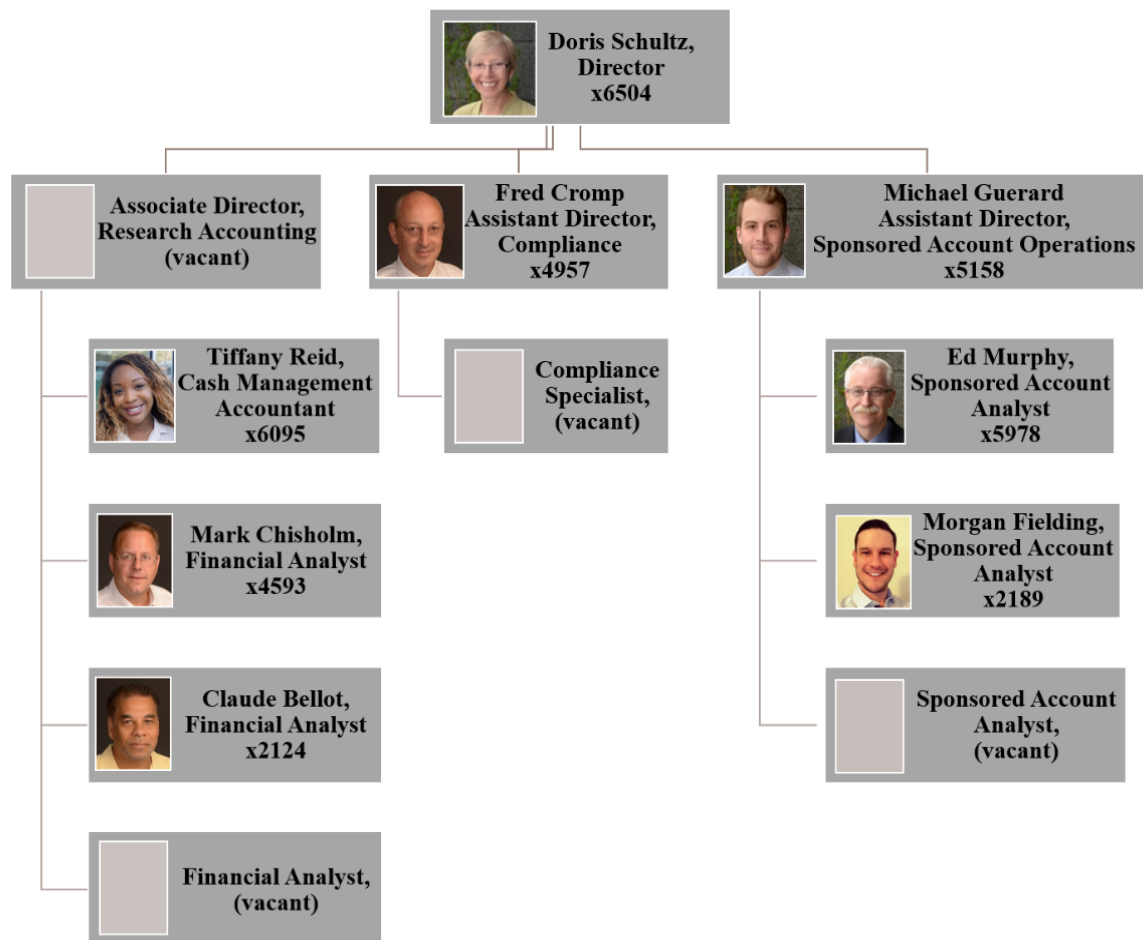 Doris Schultz,
Director
x6504
Associate Director,
Research Accounting
(vacant)
Fred Cromp
Assistant Director,
Compliance
x4957
Michael Guerard
Assistant Director,
Sponsored Account Operations
x5158
Tiffany Reid,
Cash Management
Accountant
x6095
Compliance
Specialist,
(vacant)
Ed Murphy,
Sponsored Account
Analyst
x5978
Mark Chisholm,
Financial Analyst
x4593
Morgan Fielding,
Sponsored Account
Analyst
x2189
Claude Bellot,
Financial Analyst
x2124
Sponsored Account
Analyst,
(vacant)
Financial Analyst,
(vacant)